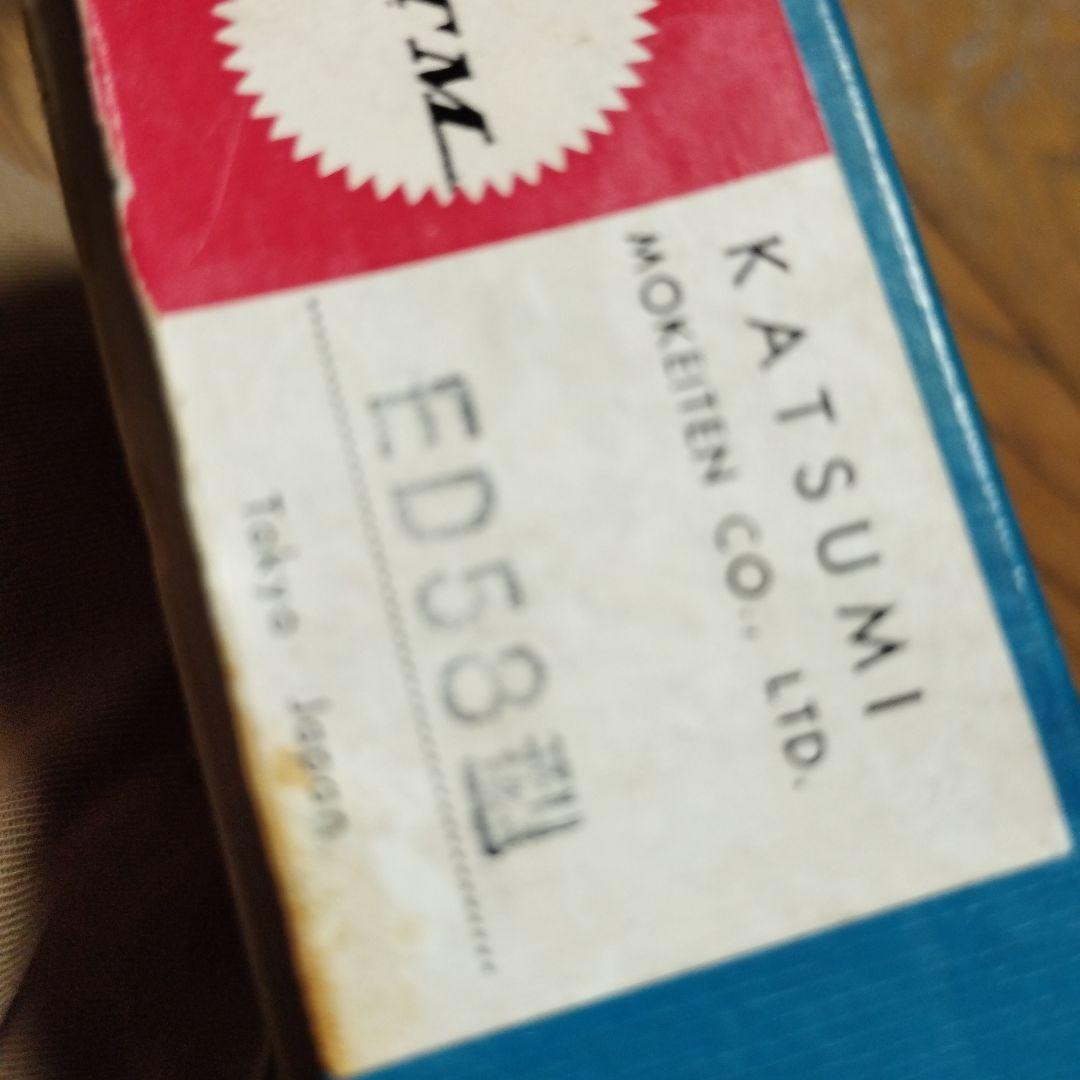 KTM
KATSUMI
MOKEITEN CO., LTD.
ED58型
Tokyo Japan